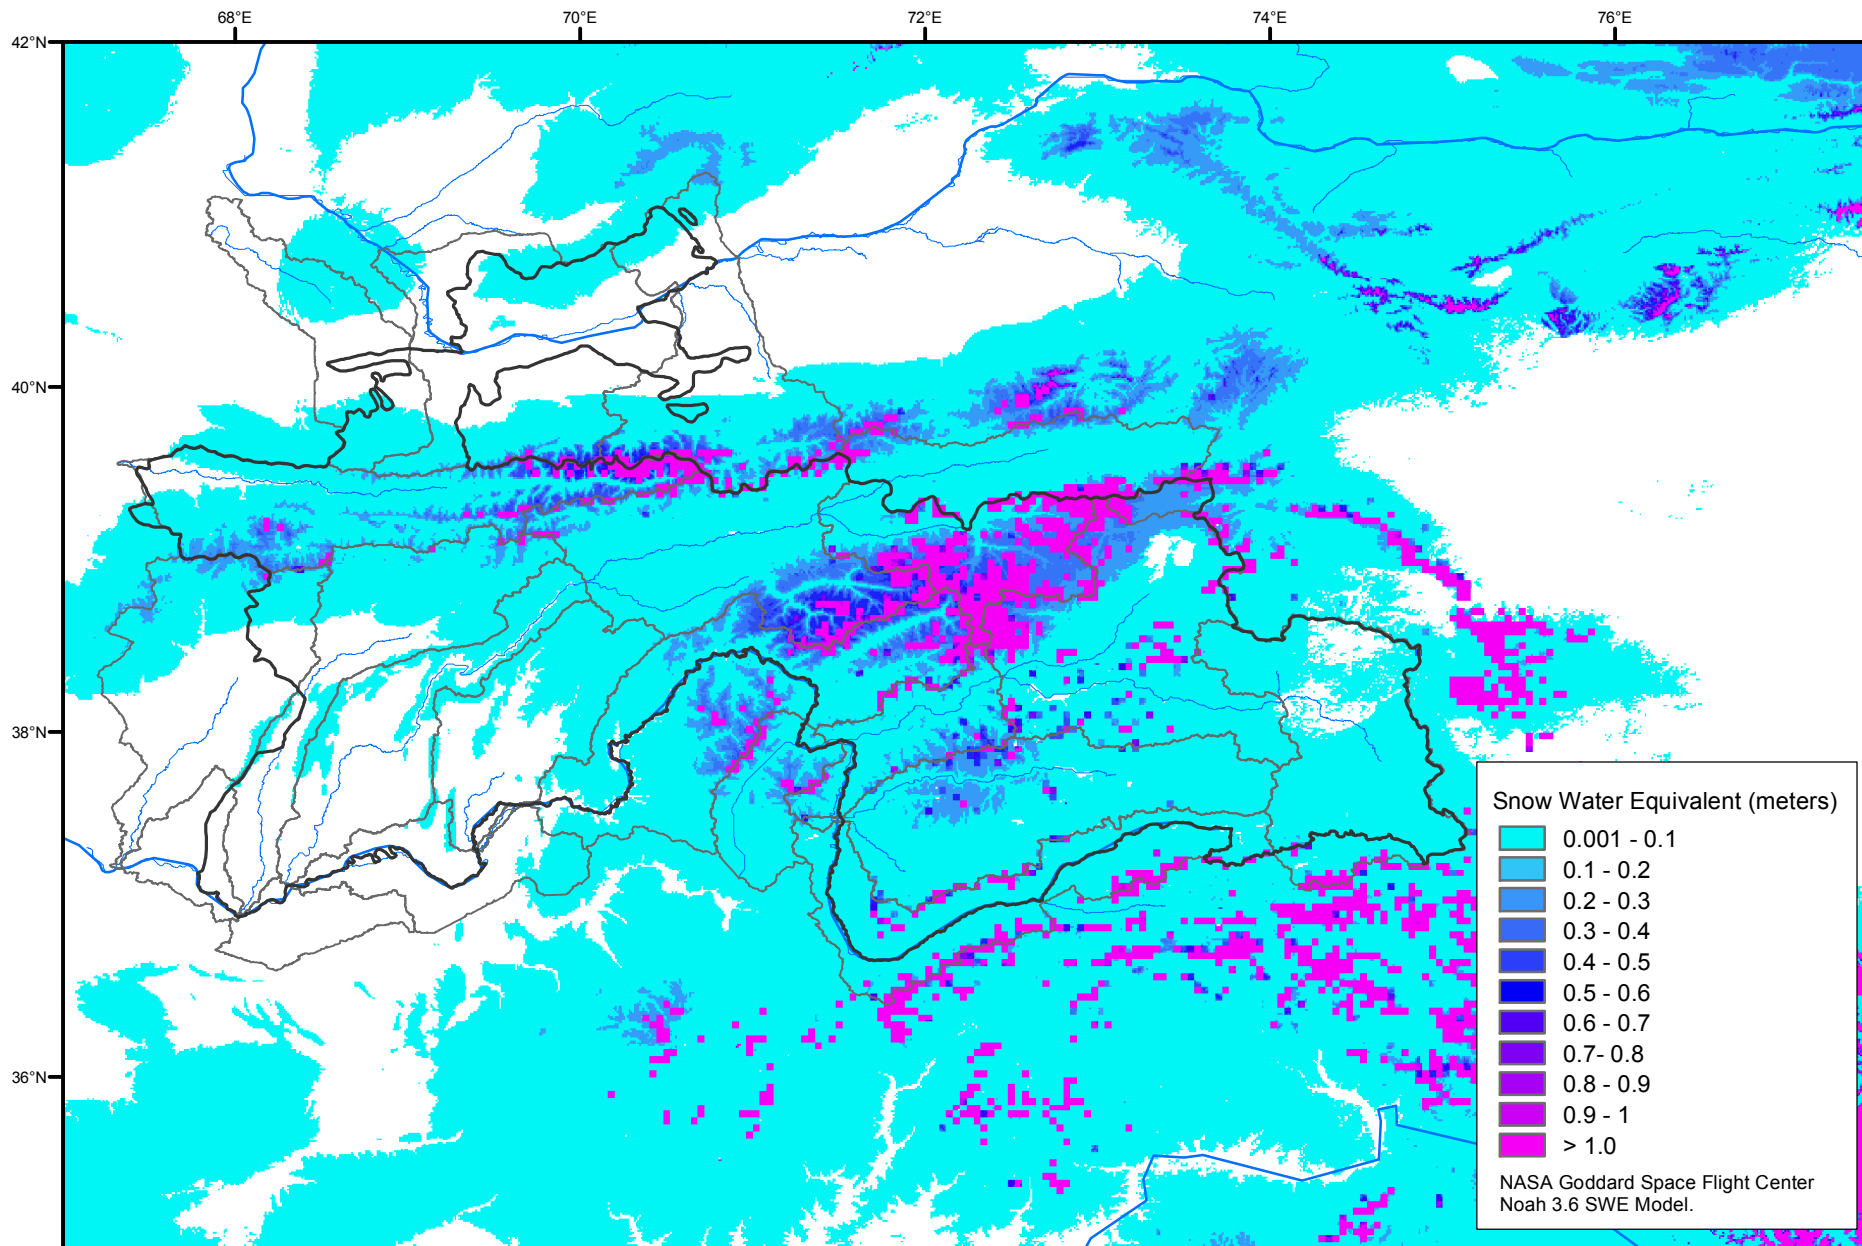 68°E 70°E 72°E 74°E 76°E
42°N
40°N
38°N
36°N
Snow Water Equivalent (meters)
0.001 - 0.1
0.1 - 0.2
0.2 - 0.3
0.3 - 0.4
0.4 - 0.5
0.5 - 0.6
0.6 - 0.7
0.7- 0.8
0.8 - 0.9
0.9 - 1
> 1.0
NASA Goddard Space Flight Center
Noah 3.6 SWE Model.